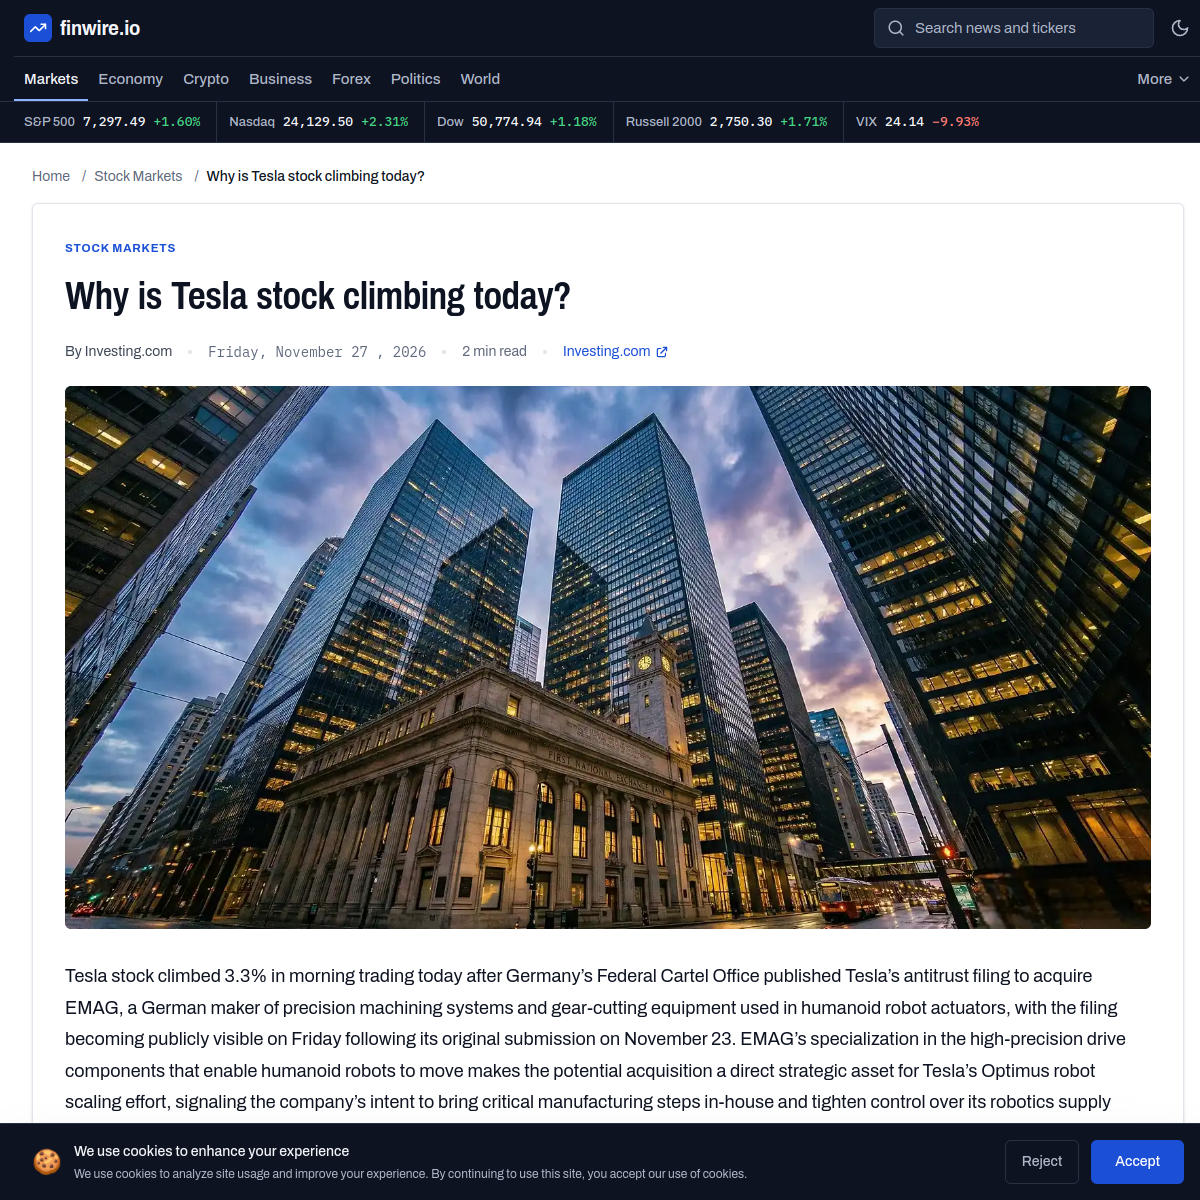 finwire.io
Search news and tickers
Markets Economy Crypto Business Forex Politics World More
S&P 500 7,297.49 +1.60% Nasdaq 24,129.50 +2.31% Dow 50,774.94 +1.18% Russell 2000 2,750.30 +1.71% VIX 24.14 −9.93%
Home / Stock Markets / Why is Tesla stock climbing today?
STOCK MARKETS
Why is Tesla stock climbing today?
By Investing.com • Friday, November 27 , 2026 • 2 min read • Investing.com
FIRST NATIONAL EXCHANGE BANK
Tesla stock climbed 3.3% in morning trading today after Germany’s Federal Cartel Office published Tesla’s antitrust filing to acquire
EMAG, a German maker of precision machining systems and gear-cutting equipment used in humanoid robot actuators, with the filing
becoming publicly visible on Friday following its original submission on November 23. EMAG’s specialization in the high-precision drive
components that enable humanoid robots to move makes the potential acquisition a direct strategic asset for Tesla’s Optimus robot
scaling effort, signaling the company’s intent to bring critical manufacturing steps in-house and tighten control over its robotics supply
We use cookies to enhance your experience
We use cookies to analyze site usage and improve your experience. By continuing to use this site, you accept our use of cookies.
Reject
Accept